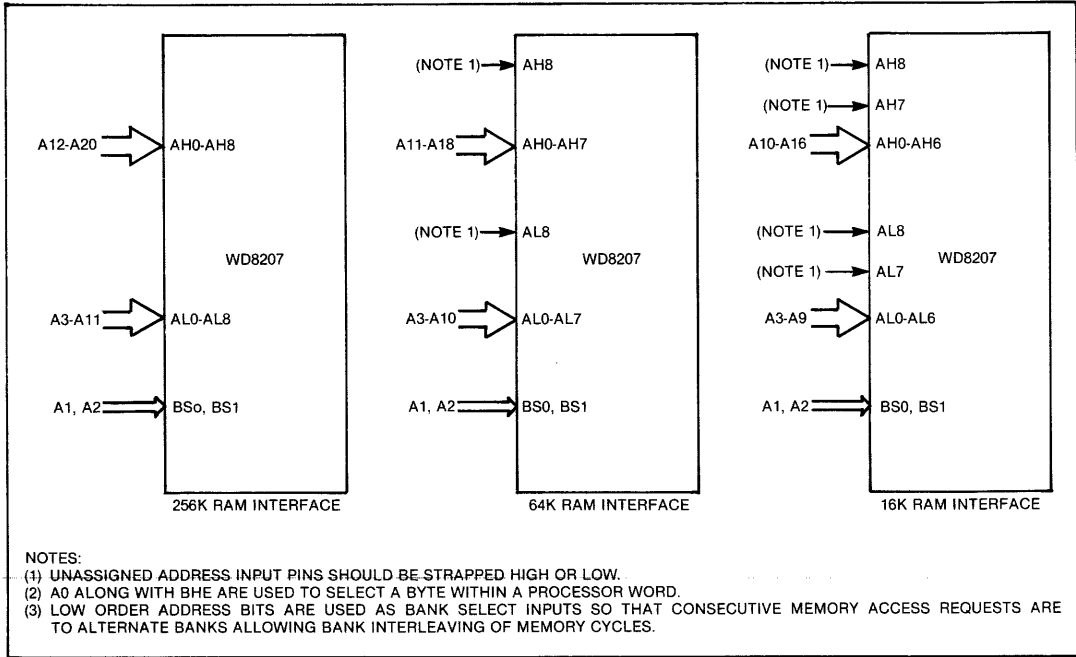 (NOTE 1) AH8
A12-A20 AH0-AH8
WD8207
A3-A11 AL0-AL8
A1, A2 BSo, BS1
256K RAM INTERFACE
(NOTE 1) AH8
A11-A18 AH0-AH7
(NOTE 1) AL8
WD8207
A3-A10 AL0-AL7
A1, A2 BS0, BS1
64K RAM INTERFACE
(NOTE 1) AH8
(NOTE 1) AH7
A10-A16 AH0-AH6
(NOTE 1) AL8
WD8207
(NOTE 1) AL7
A3-A9 AL0-AL6
A1, A2 BS0, BS1
16K RAM INTERFACE
NOTES:
(1) UNASSIGNED ADDRESS INPUT PINS SHOULD BE STRAPPED HIGH OR LOW.
(2) A0 ALONG WITH BHE ARE USED TO SELECT A BYTE WITHIN A PROCESSOR WORD.
(3) LOW ORDER ADDRESS BITS ARE USED AS BANK SELECT INPUTS SO THAT CONSECUTIVE MEMORY ACCESS REQUESTS ARE
TO ALTERNATE BANKS ALLOWING BANK INTERLEAVING OF MEMORY CYCLES.